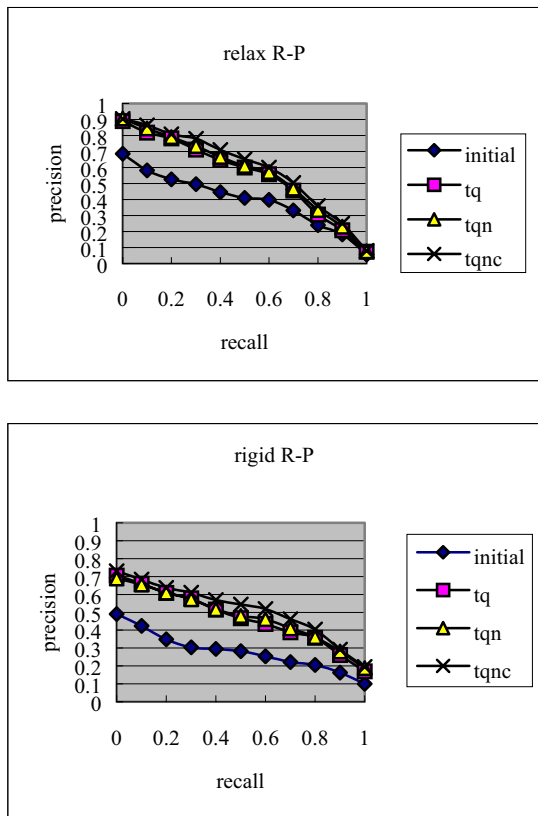 relax R-P
1
0.9
0.8
0.7
0.6
0.5
0.4
0.3
0.2
0.1
0
precision
0 0.2 0.4 0.6 0.8 1
recall
initial
tq
tqn
tqnc
rigid R-P
1
0.9
0.8
0.7
0.6
0.5
0.4
0.3
0.2
0.1
0
precision
0 0.2 0.4 0.6 0.8 1
recall
initial
tq
tqn
tqnc